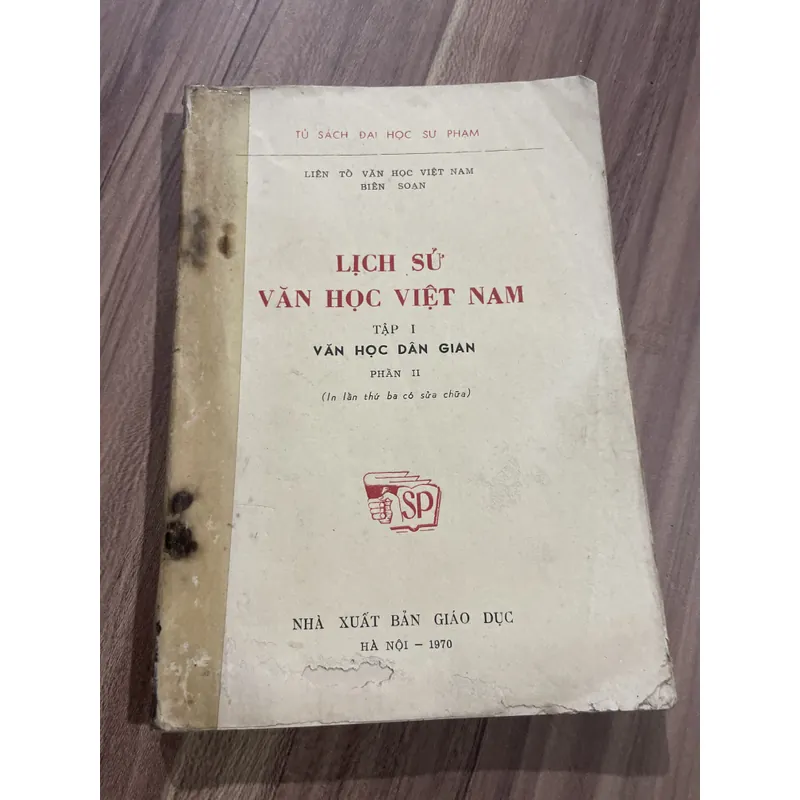 TỦ SÁCH ĐẠI HỌC SƯ PHẠM
LIÊN TỔ VĂN HỌC VIỆT NAM
BIÊN SOẠN
LỊCH SỬ
VĂN HỌC VIỆT NAM
TẬP I
VĂN HỌC DÂN GIAN
PHẦN II
(In lần thứ ba có sửa chữa)
SP
NHÀ XUẤT BẢN GIÁO DỤC
HÀ NỘI – 1970